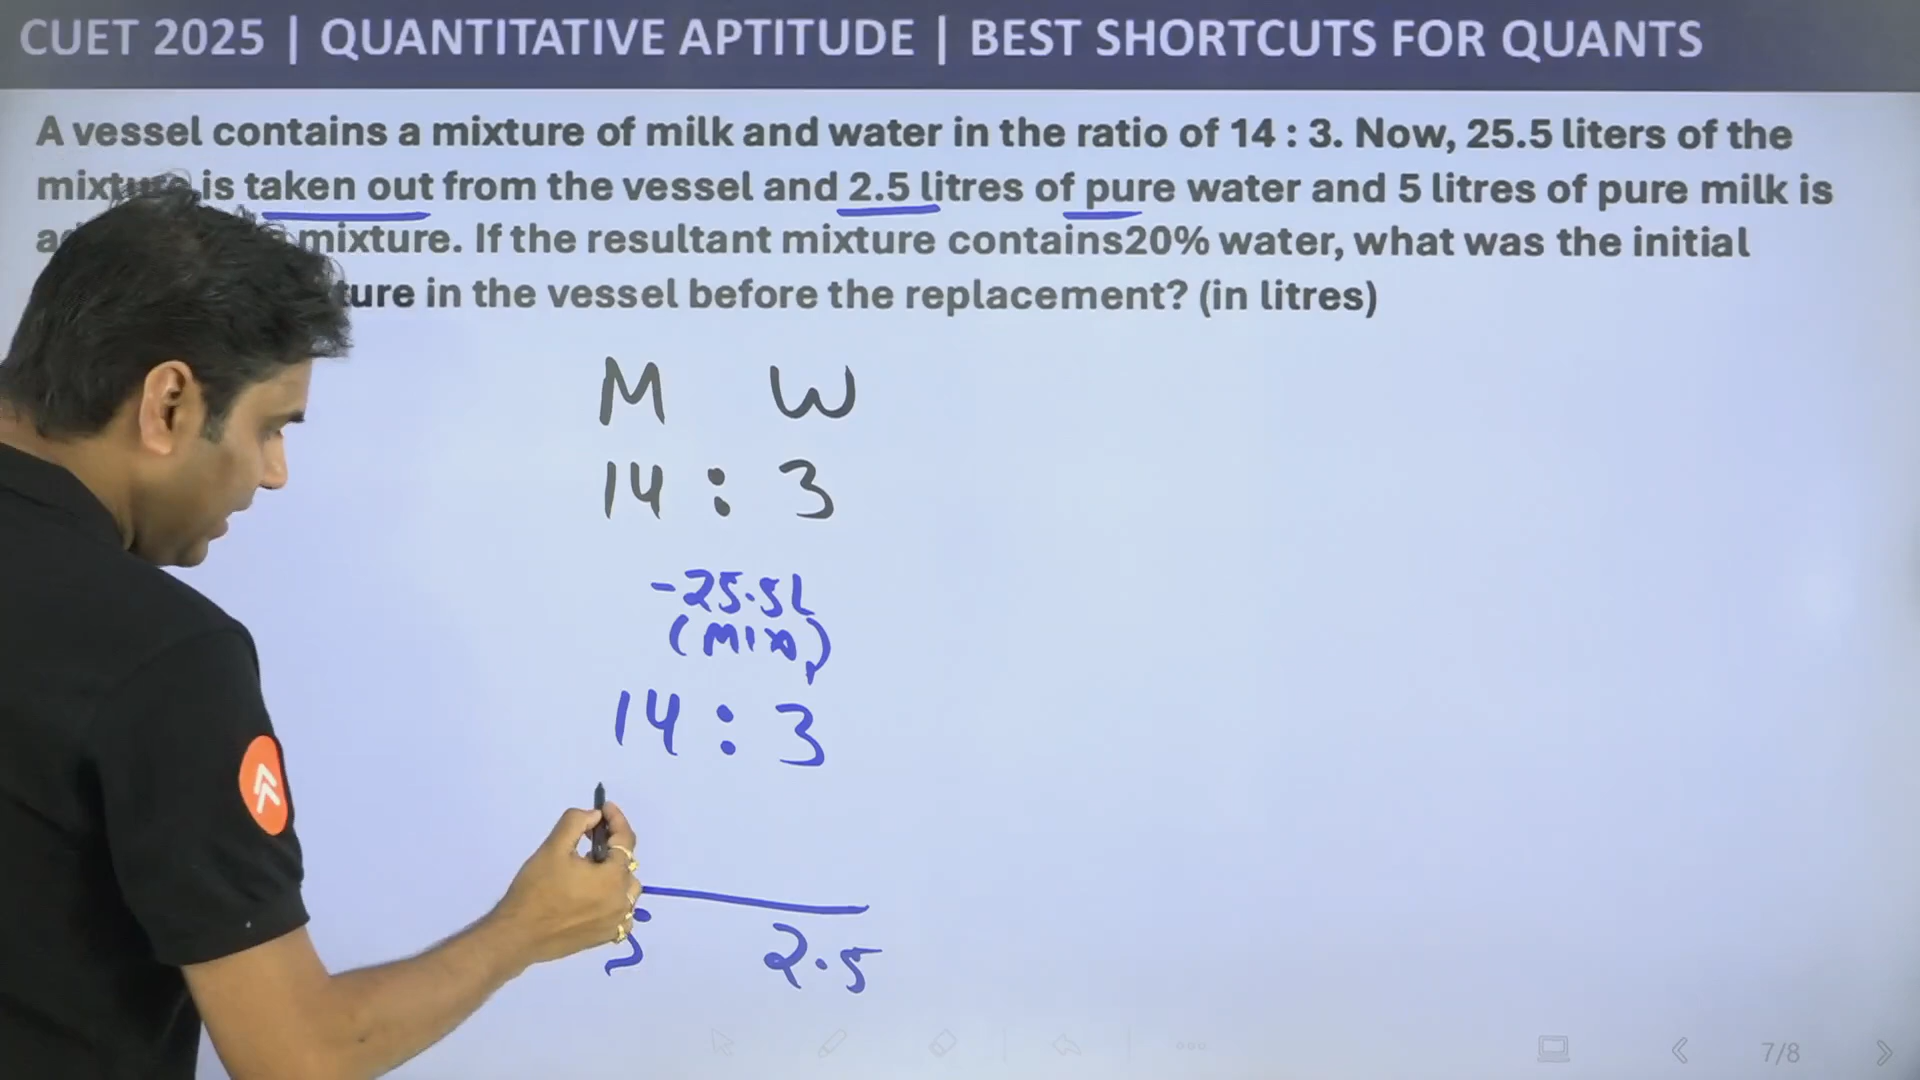 CUET 2025 | QUANTITATIVE APTITUDE | BEST SHORTCUTS FOR QUANTS
A vessel contains a mixture of milk and water in the ratio of 14 : 3. Now, 25.5 liters of the
mixture is taken out from the vessel and 2.5 litres of pure water and 5 litres of pure milk is
mixture. If the resultant mixture contains20% water, what was the initial
in the vessel before the replacement? (in litres)
M W
14 : 3
-25.5L
(Mix)
14 : 3
5 2.5
7/8